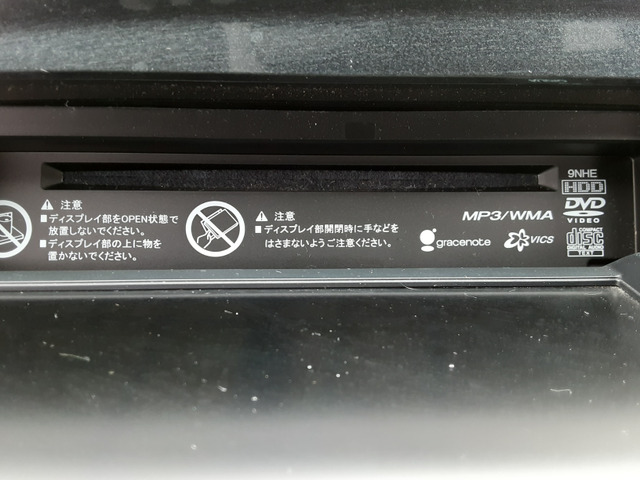 9NHE
HDD
⚠ 注意
■ディスプレイ部をOPEN状態で
放置しないでください。
■ディスプレイ部の上に物を
置かないでください。
⚠ 注意
■ディスプレイ部開閉時に手などを
はさまないようご注意ください。
MP3/WMA
DVD
VIDEO
gracenote
VICS
COMPACT
disc
DIGITAL AUDIO
TEXT